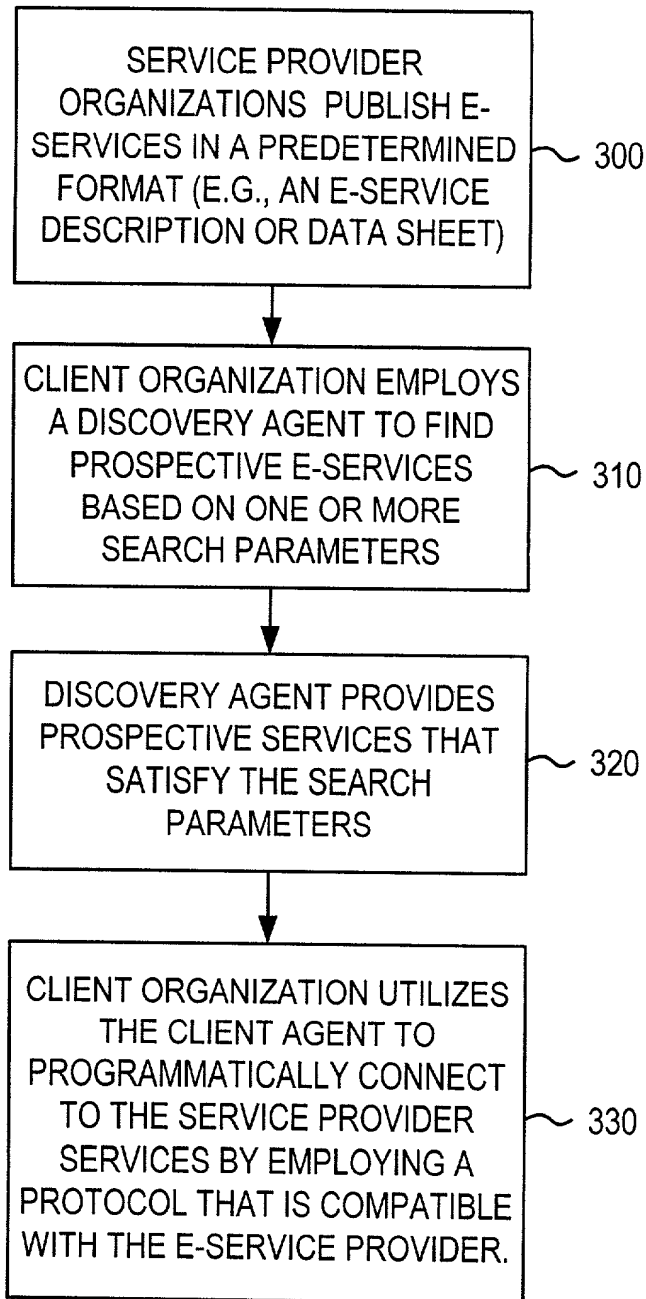 SERVICE PROVIDER
ORGANIZATIONS PUBLISH E-
SERVICES IN A PREDETERMINED
FORMAT (E.G., AN E-SERVICE
DESCRIPTION OR DATA SHEET)
300
CLIENT ORGANIZATION EMPLOYS
A DISCOVERY AGENT TO FIND
PROSPECTIVE E-SERVICES
BASED ON ONE OR MORE
SEARCH PARAMETERS
310
DISCOVERY AGENT PROVIDES
PROSPECTIVE SERVICES THAT
SATISFY THE SEARCH
PARAMETERS
320
CLIENT ORGANIZATION UTILIZES
THE CLIENT AGENT TO
PROGRAMMATICALLY CONNECT
TO THE SERVICE PROVIDER
SERVICES BY EMPLOYING A
PROTOCOL THAT IS COMPATIBLE
WITH THE E-SERVICE PROVIDER.
330